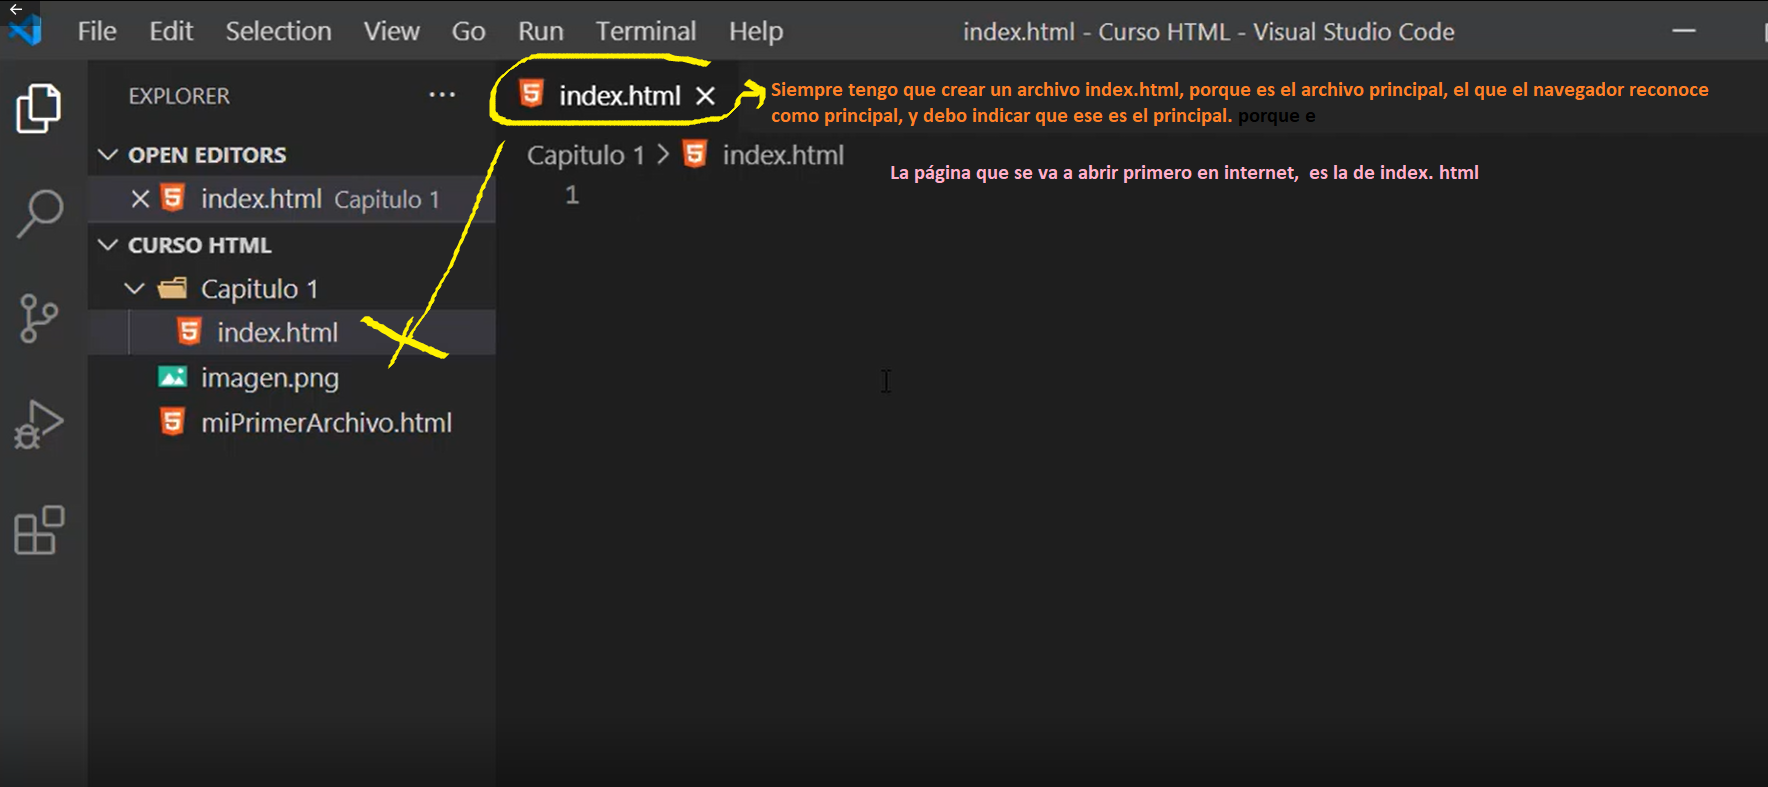 File Edit Selection View Go Run Terminal Help index.html - Curso HTML - Visual Studio Code
EXPLORER ...
index.html
Siempre tengo que crear un archivo index.html, porque es el archivo principal, el que el navegador reconoce
como principal, y debo indicar que ese es el principal. porque e
OPEN EDITORS
index.html Capitulo 1
CURSO HTML
Capitulo 1
index.html
imagen.png
miPrimerArchivo.html
Capitulo 1 > index.html
La página que se va a abrir primero en internet, es la de index. html
1